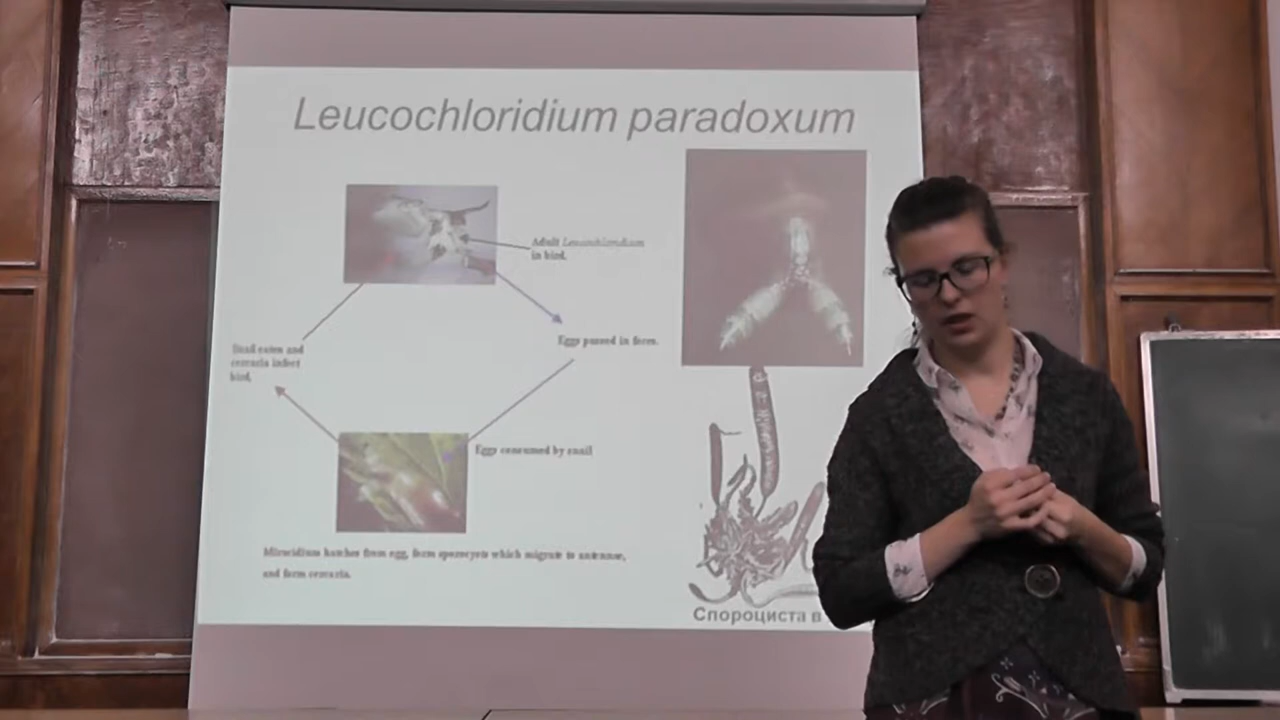 Leucochloridium paradoxum
Adult Leucochloridium
in bird.
Eggs passed in feces.
Snail eaten and
cercaria infect
bird.
Eggs consumed by snail
Miracidium hatches from egg, form sporocysts which migrate to antennae,
and form cercaria.
Спороциста в